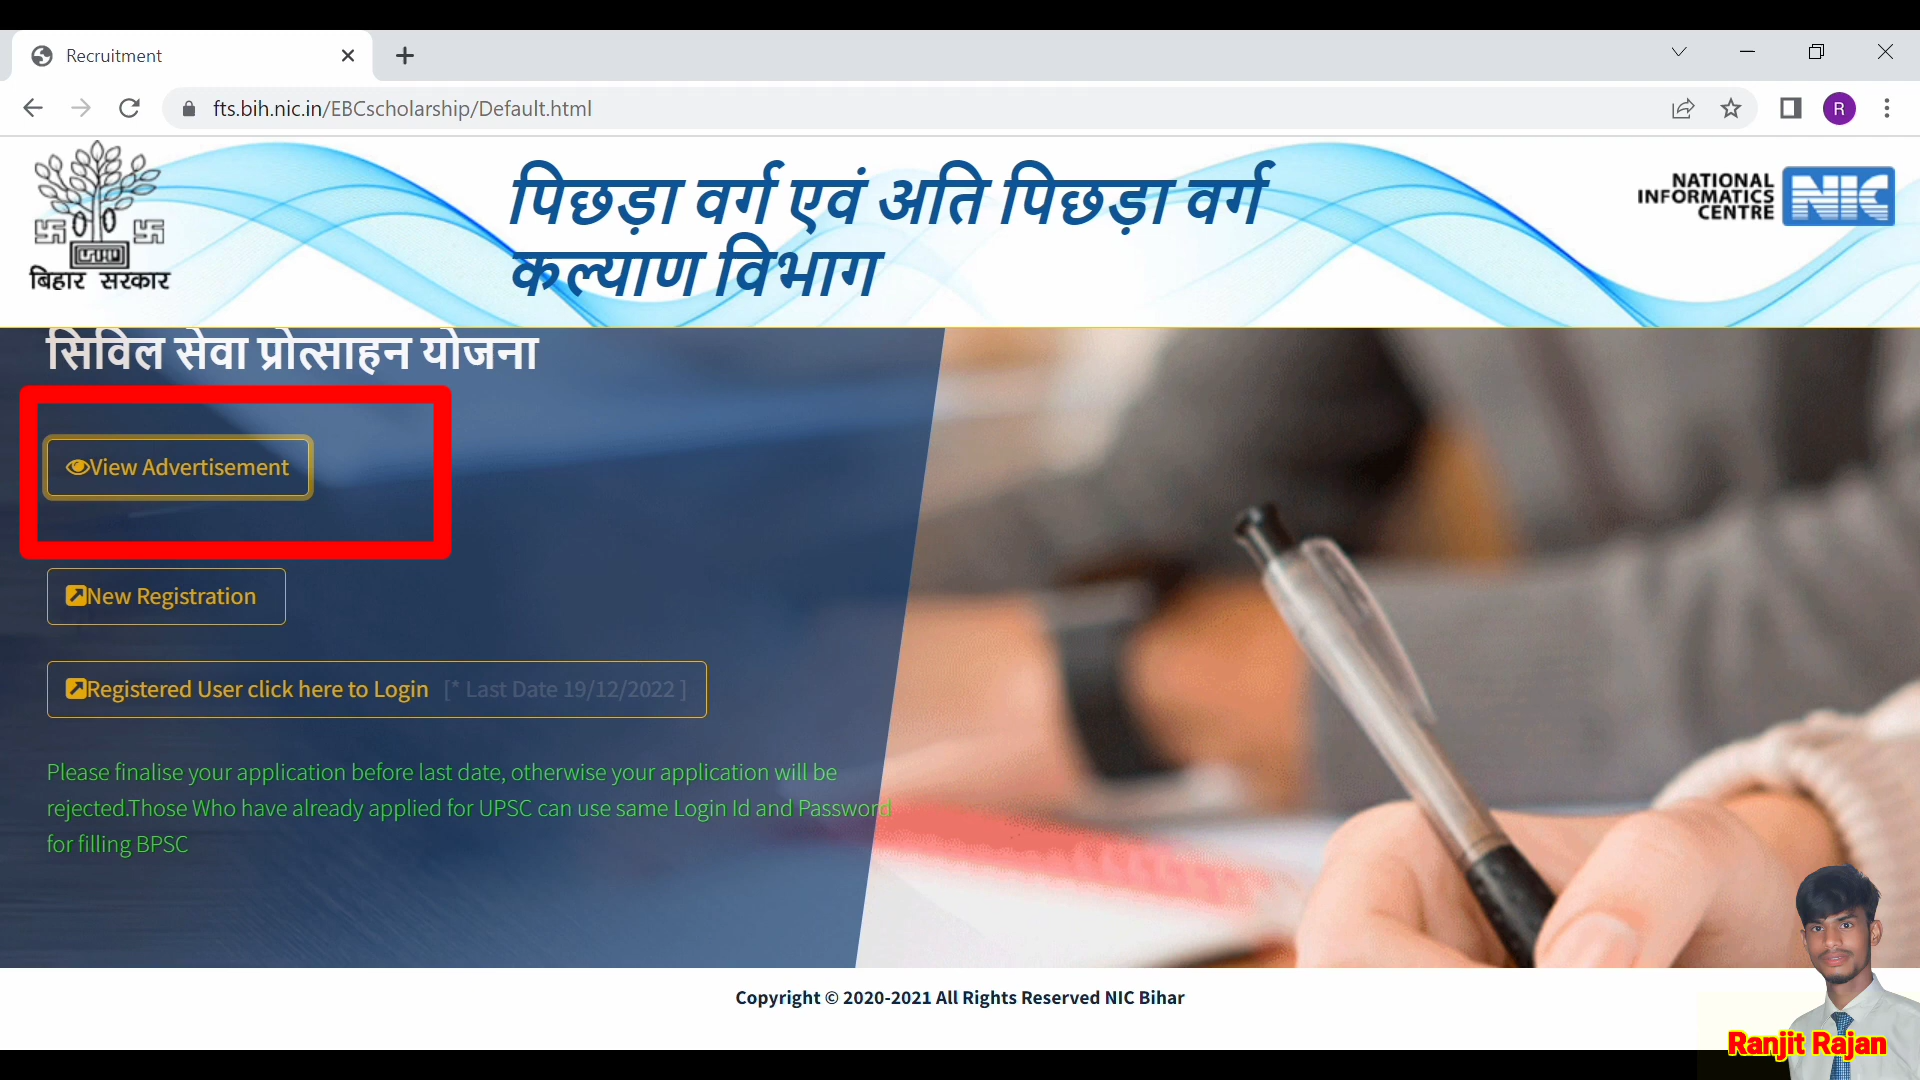 Recruitment
fts.bih.nic.in/EBCscholarship/Default.html
R
बिहार सरकार
पिछड़ा वर्ग एवं अति पिछड़ा वर्ग
कल्याण विभाग
NATIONAL
INFORMATICS
CENTRE
NIC
सिविल सेवा प्रोत्साहन योजना
View Advertisement
New Registration
Registered User click here to Login [* Last Date 19/12/2022 ]
Please finalise your application before last date, otherwise your application will be
rejected.Those Who have already applied for UPSC can use same Login Id and Password
for filling BPSC
Copyright © 2020-2021 All Rights Reserved NIC Bihar
Ranjit Rajan